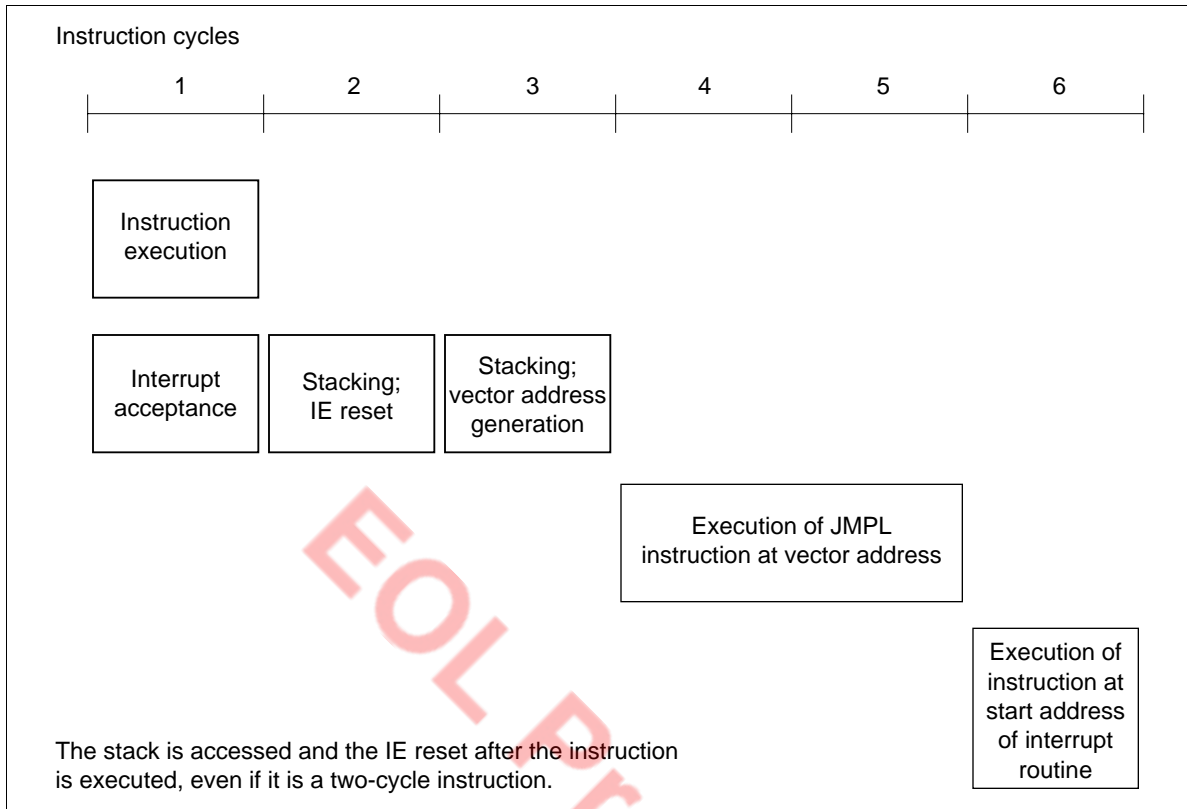 Instruction cycles
1 2 3 4 5 6
Instruction
execution
Interrupt
acceptance
Stacking;
IE reset
Stacking;
vector address
generation
Execution of JMPL
instruction at vector address
Execution of
instruction at
start address
of interrupt
routine
The stack is accessed and the IE reset after the instruction
is executed, even if it is a two-cycle instruction.
EOL Pr